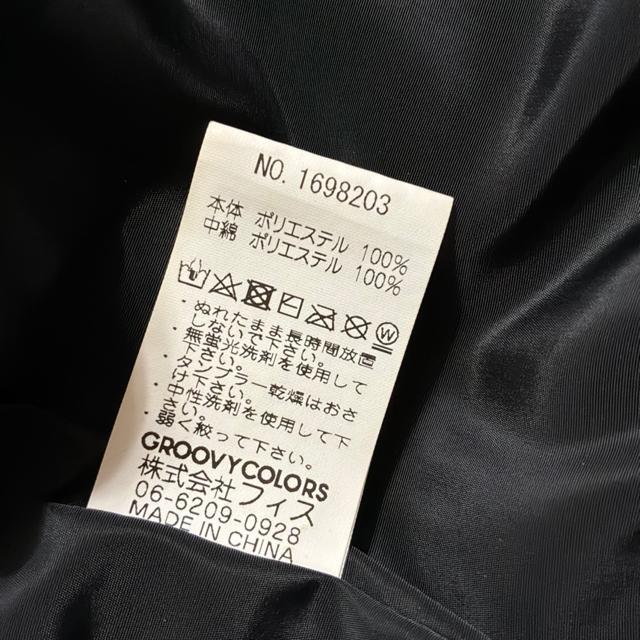 NO. 1698203
本体 ポリエステル 100%
中綿 ポリエステル 100%
・ぬれたまま長時間放置
しないで下さい。
・無蛍光洗剤を使用して
下さい。
・タンブラー乾燥はおさ
け下さい。
・中性洗剤を使用して下
さい。
・弱く絞って下さい。
GROOVYCOLORS
株式会社フィス
06-6209-0928
MADE IN CHINA